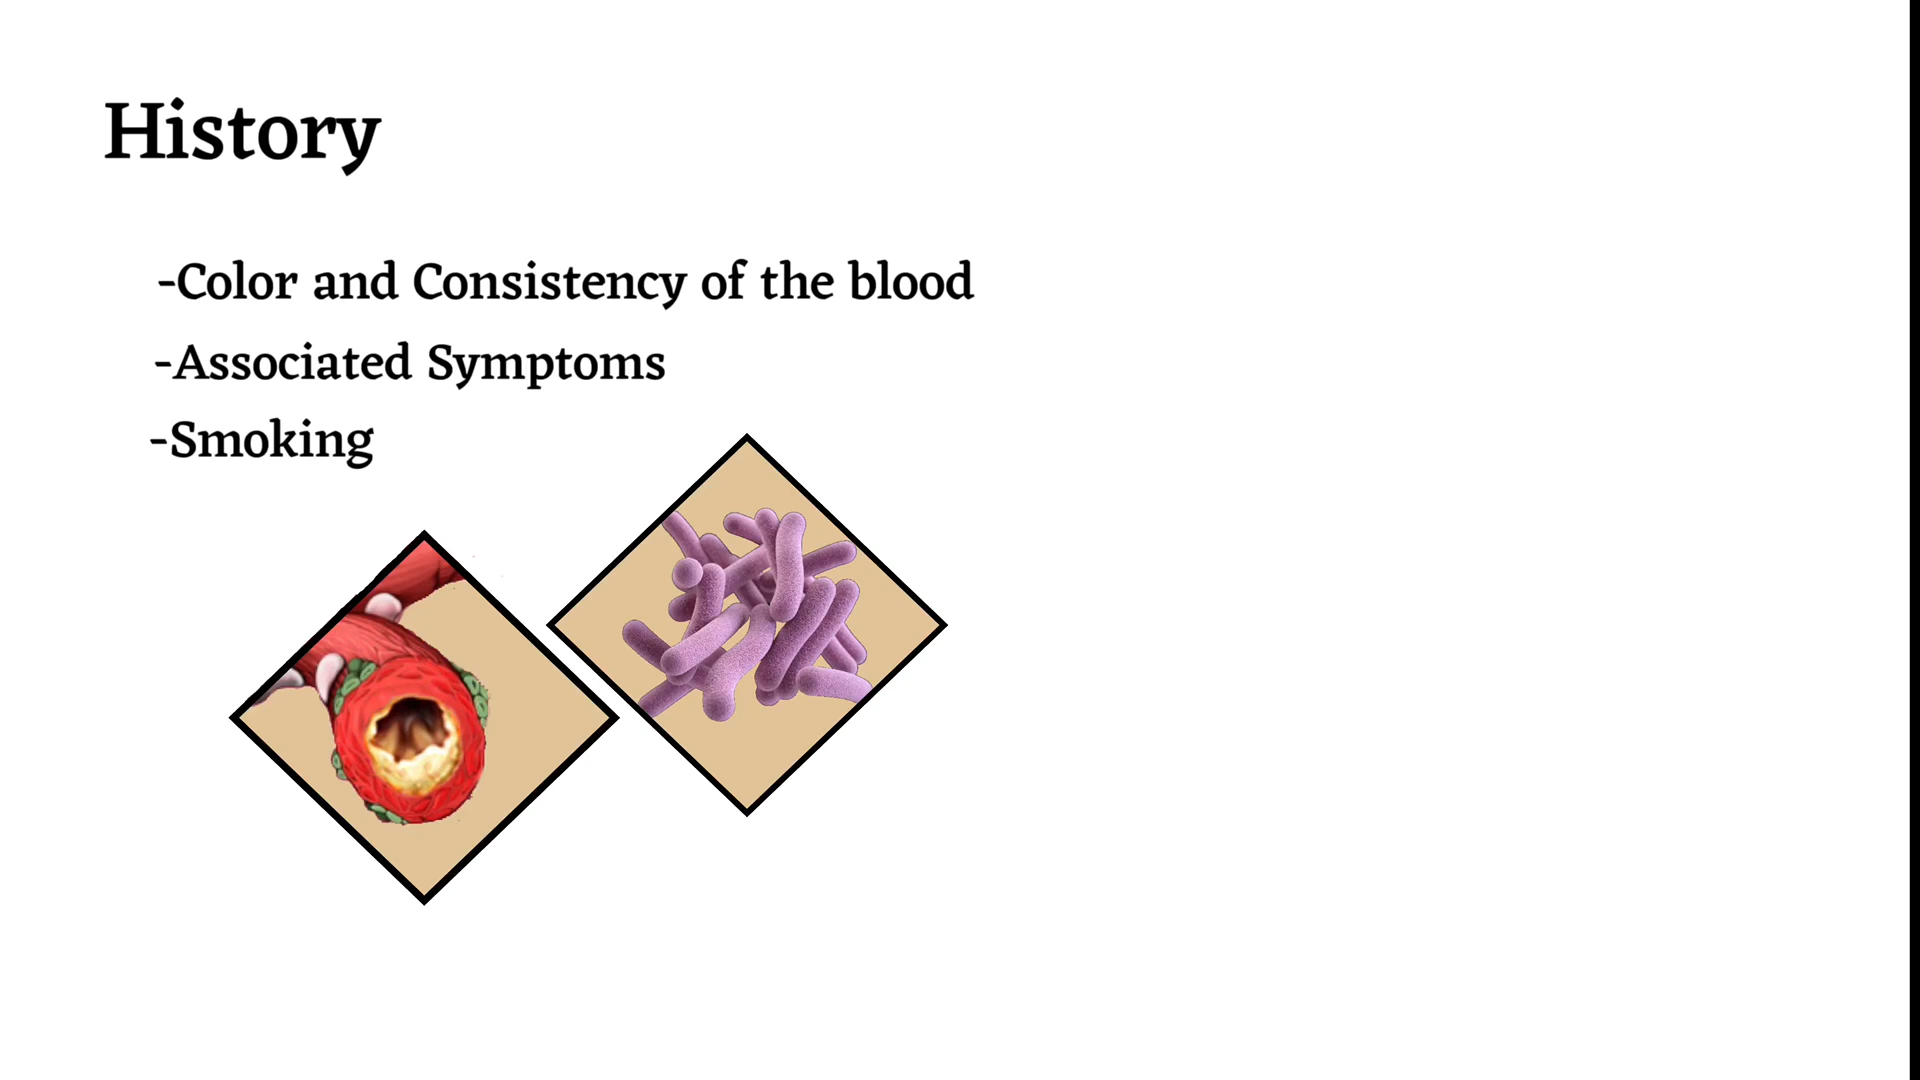 History
-Color and Consistency of the blood
-Associated Symptoms
-Smoking